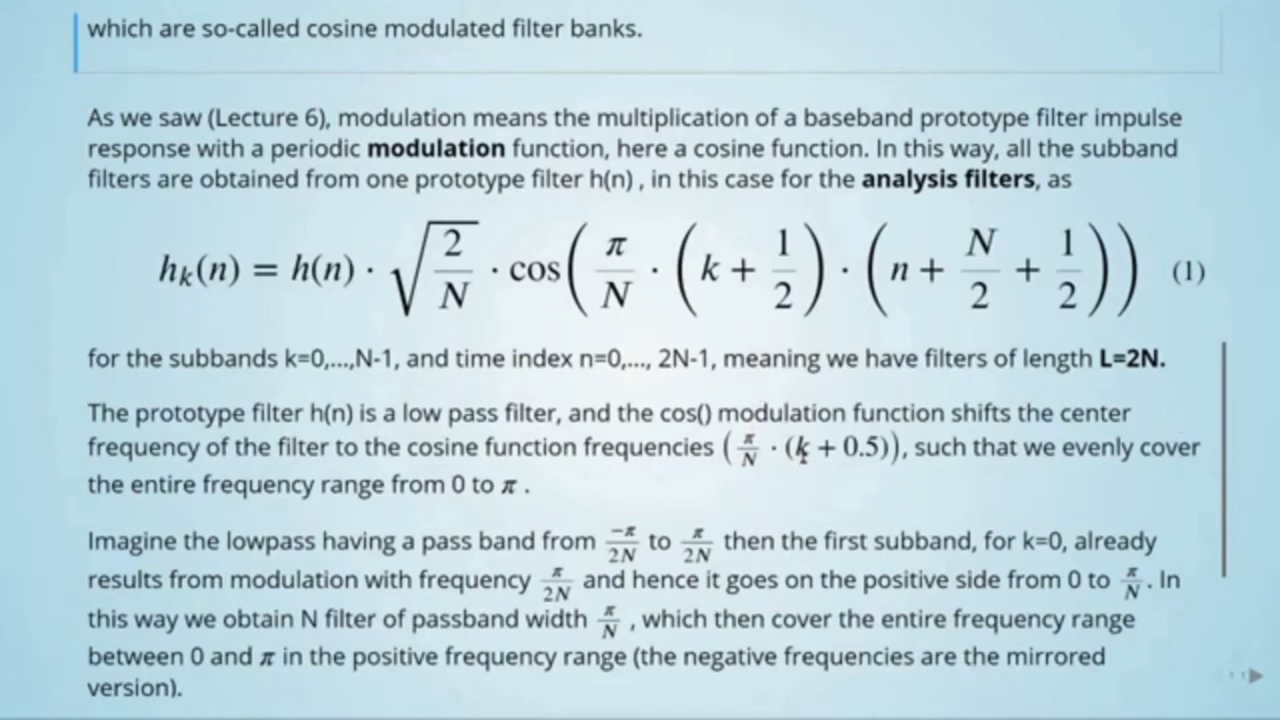 which are so-called cosine modulated filter banks.
As we saw (Lecture 6), modulation means the multiplication of a baseband prototype filter impulse
response with a periodic modulation function, here a cosine function. In this way, all the subband
filters are obtained from one prototype filter h(n) , in this case for the analysis filters, as
hₖ(n) = h(n) · √(2/N) · cos(π/N · (k + 1/2) · (n + N/2 + 1/2)) (1)
for the subbands k=0,...,N-1, and time index n=0,..., 2N-1, meaning we have filters of length L=2N.
The prototype filter h(n) is a low pass filter, and the cos() modulation function shifts the center
frequency of the filter to the cosine function frequencies (π/N · (k + 0.5)), such that we evenly cover
the entire frequency range from 0 to π .
Imagine the lowpass having a pass band from −π/2N to π/2N then the first subband, for k=0, already
results from modulation with frequency π/2N and hence it goes on the positive side from 0 to π/N. In
this way we obtain N filter of passband width π/N , which then cover the entire frequency range
between 0 and π in the positive frequency range (the negative frequencies are the mirrored
version).